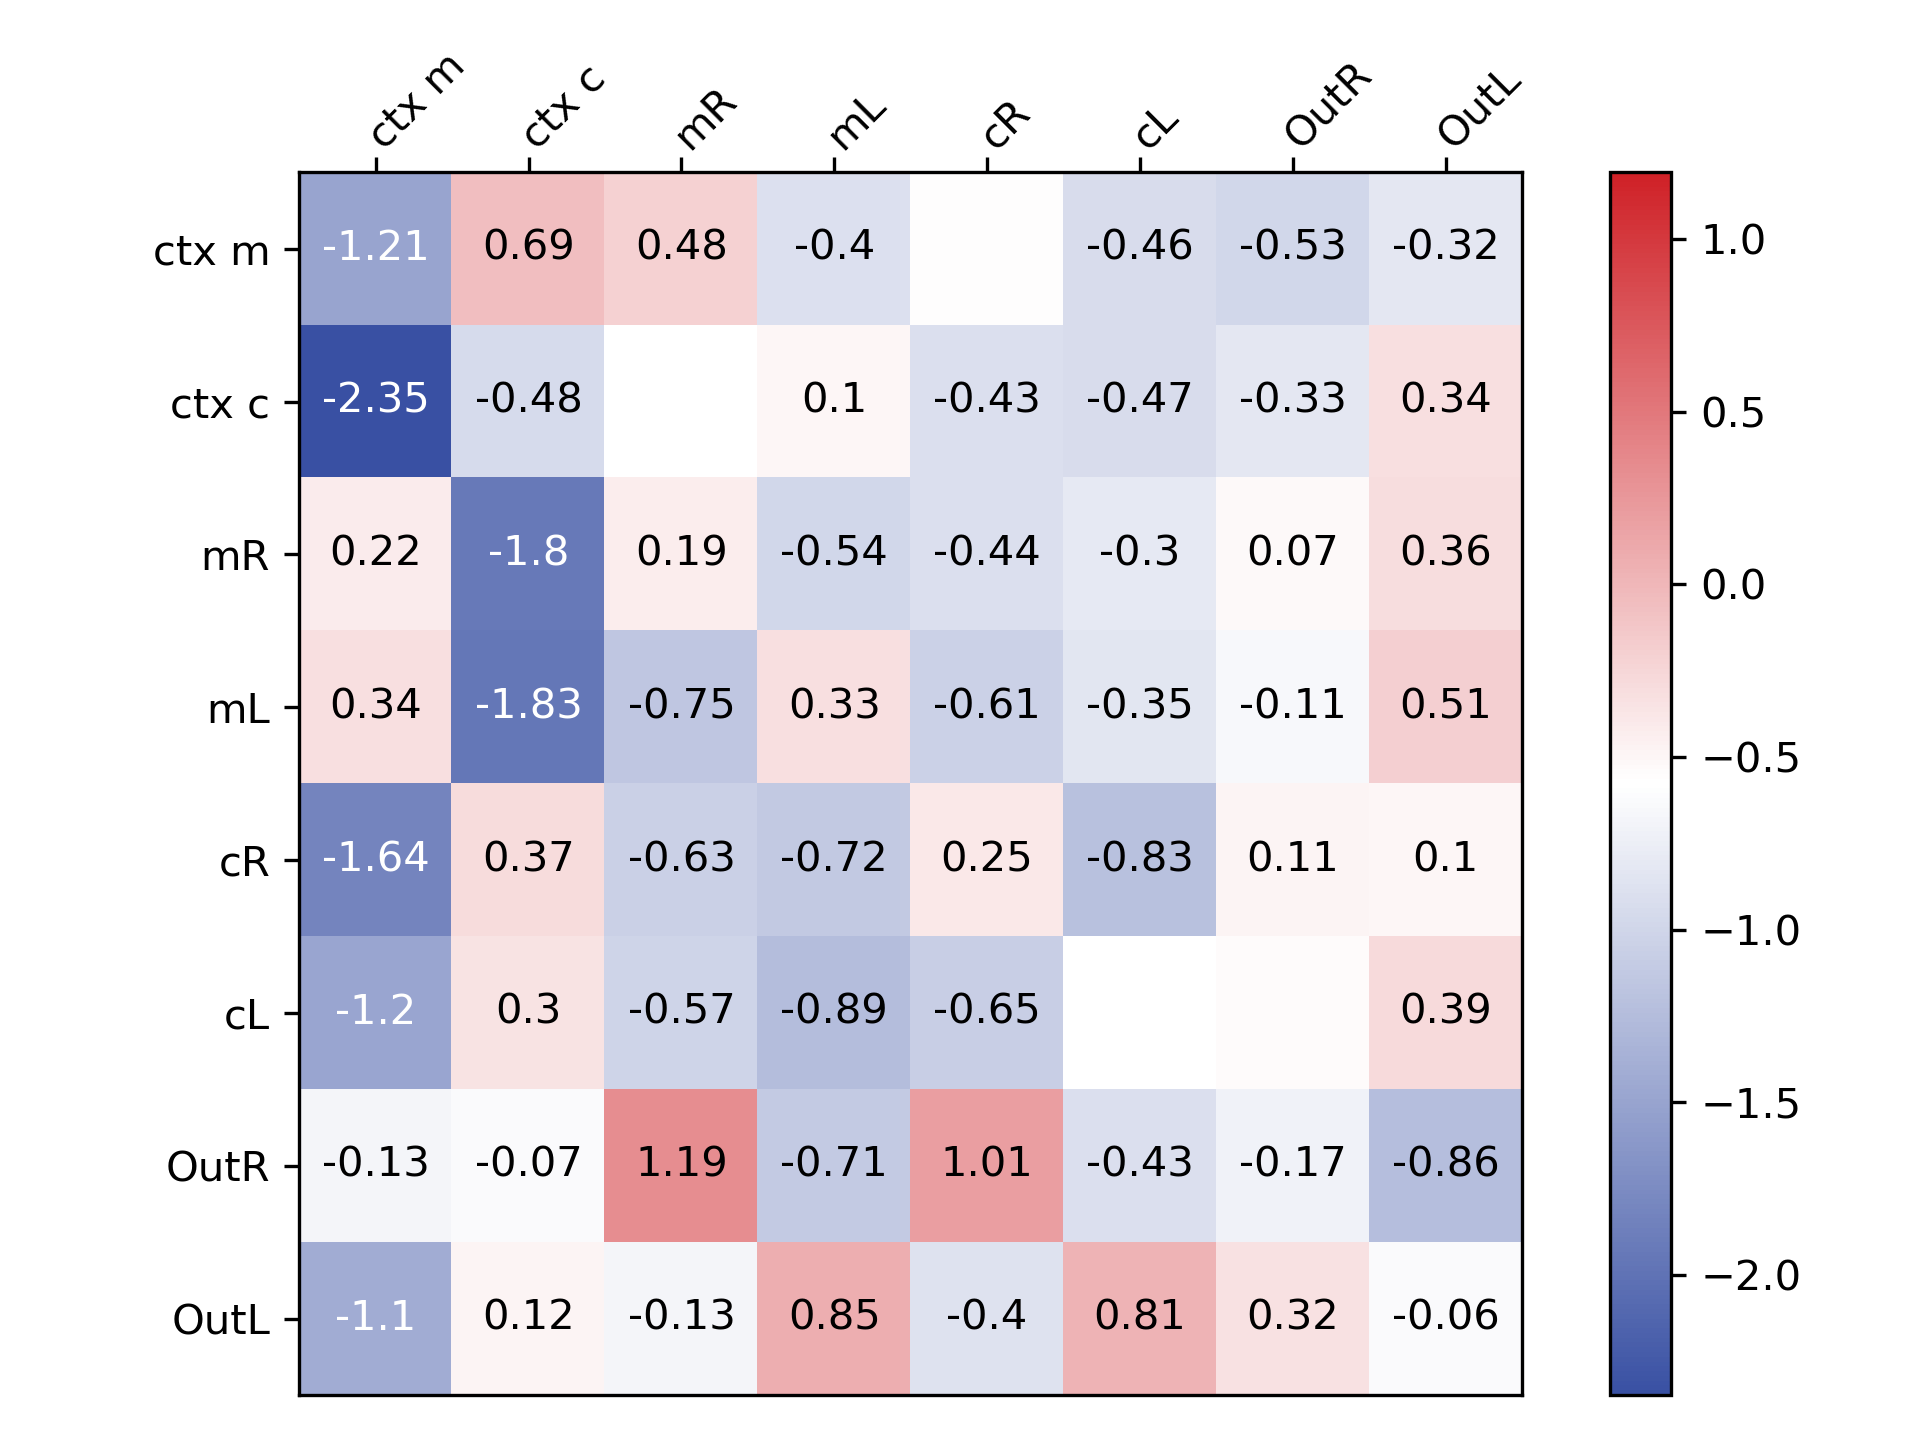 ctx m ctx c mR mL cR cL OutR OutL
ctx m -1.21 0.69 0.48 -0.4 -0.46 -0.53 -0.32
ctx c -2.35 -0.48 0.1 -0.43 -0.47 -0.33 0.34
mR 0.22 -1.8 0.19 -0.54 -0.44 -0.3 0.07 0.36
mL 0.34 -1.83 -0.75 0.33 -0.61 -0.35 -0.11 0.51
cR -1.64 0.37 -0.63 -0.72 0.25 -0.83 0.11 0.1
cL -1.2 0.3 -0.57 -0.89 -0.65 0.39
OutR -0.13 -0.07 1.19 -0.71 1.01 -0.43 -0.17 -0.86
OutL -1.1 0.12 -0.13 0.85 -0.4 0.81 0.32 -0.06
1.0
0.5
0.0
−0.5
−1.0
−1.5
−2.0